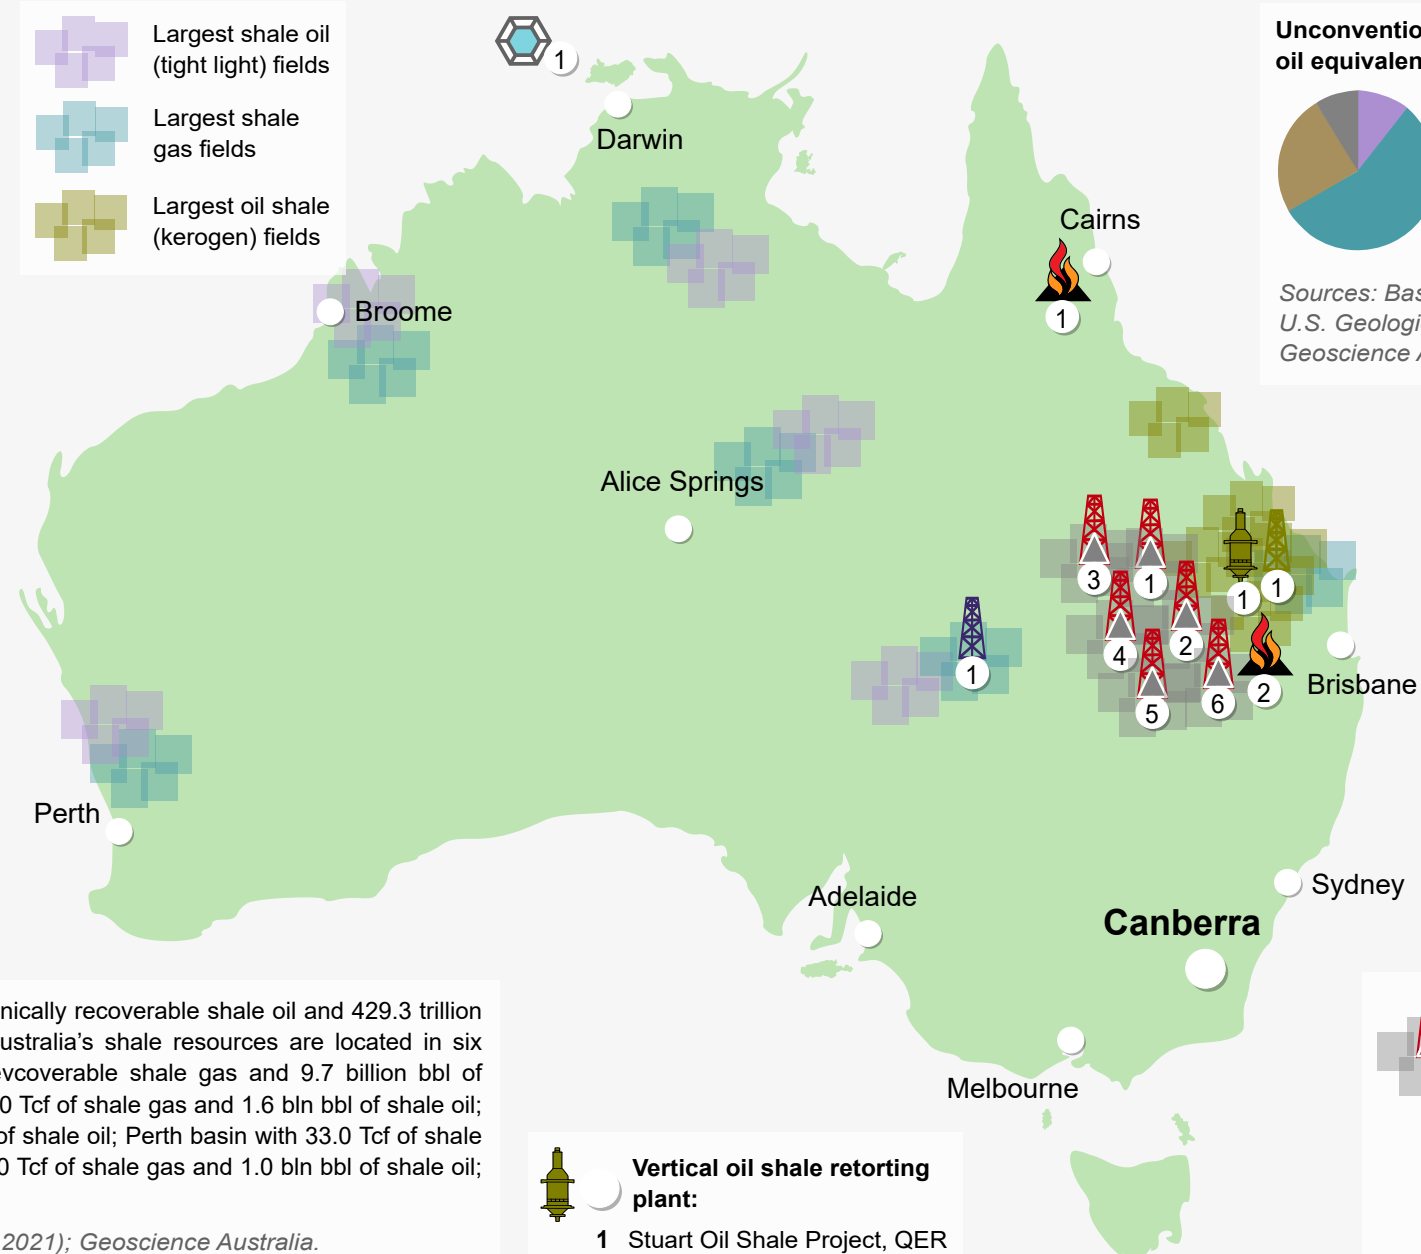 Largest shale oil
(tight light) fields
Largest shale
gas fields
Largest oil shale
(kerogen) fields
1
Darwin
Unconventio
oil equivalen
Sources: Bas
U.S. Geologi
Geoscience A
Cairns
1
Broome
Alice Springs
3
1
1
1
4
2
5
6
2
Brisbane
1
Perth
Adelaide
Sydney
Canberra
Melbourne
nically recoverable shale oil and 429.3 trillion
ustralia’s shale resources are located in six
evcoverable shale gas and 9.7 billion bbl of
0 Tcf of shale gas and 1.6 bln bbl of shale oil;
of shale oil; Perth basin with 33.0 Tcf of shale
0 Tcf of shale gas and 1.0 bln bbl of shale oil;
2021); Geoscience Australia.
Vertical oil shale retorting
plant:
1 Stuart Oil Shale Project, QER